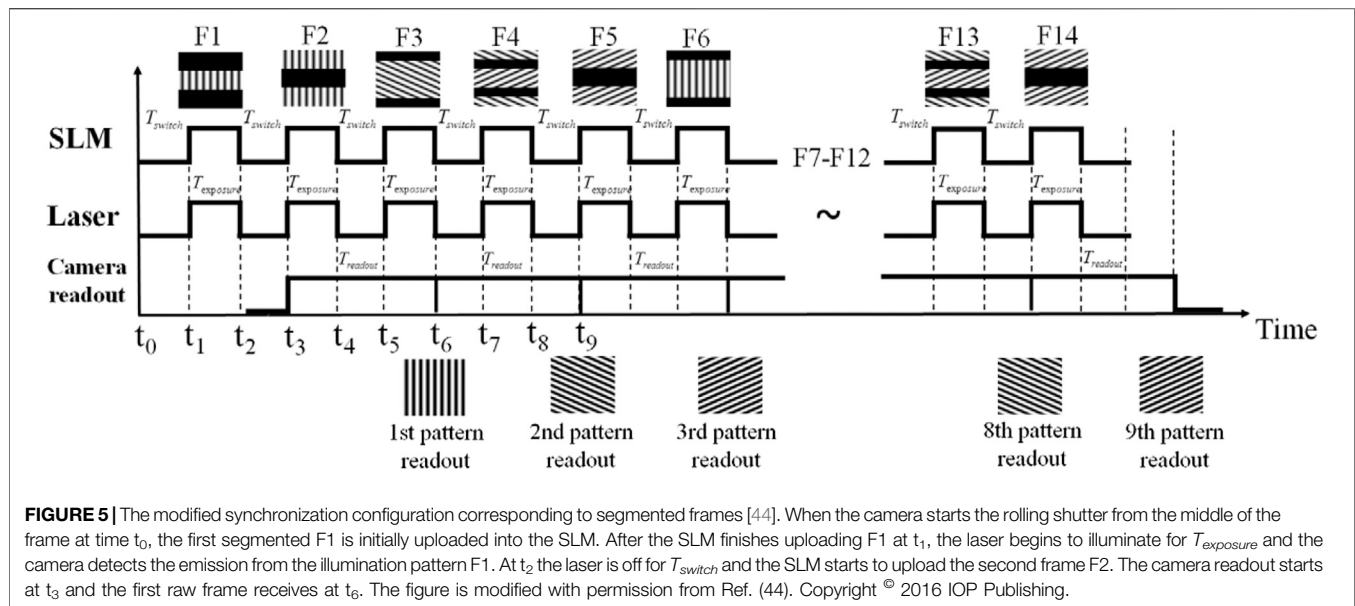 F1 F2 F3 F4 F5 F6 F13 F14
T_switch T_switch T_switch T_switch T_switch T_switch T_switch T_switch
SLM
F7-F12
T_exposure T_exposure T_exposure T_exposure T_exposure T_exposure T_exposure T_exposure
Laser
~
Camera
readout
T_readout T_readout T_readout T_readout
t₀ t₁ t₂ t₃ t₄ t₅ t₆ t₇ t₈ t₉
Time
1st pattern
readout
2nd pattern
readout
3rd pattern
readout
8th pattern
readout
9th pattern
readout
FIGURE 5 | The modified synchronization configuration corresponding to segmented frames [44]. When the camera starts the rolling shutter from the middle of the
frame at time t₀, the first segmented F1 is initially uploaded into the SLM. After the SLM finishes uploading F1 at t₁, the laser begins to illuminate for T_exposure and the
camera detects the emission from the illumination pattern F1. At t₂ the laser is off for T_switch and the SLM starts to upload the second frame F2. The camera readout starts
at t₃ and the first raw frame receives at t₆. The figure is modified with permission from Ref. (44). Copyright © 2016 IOP Publishing.